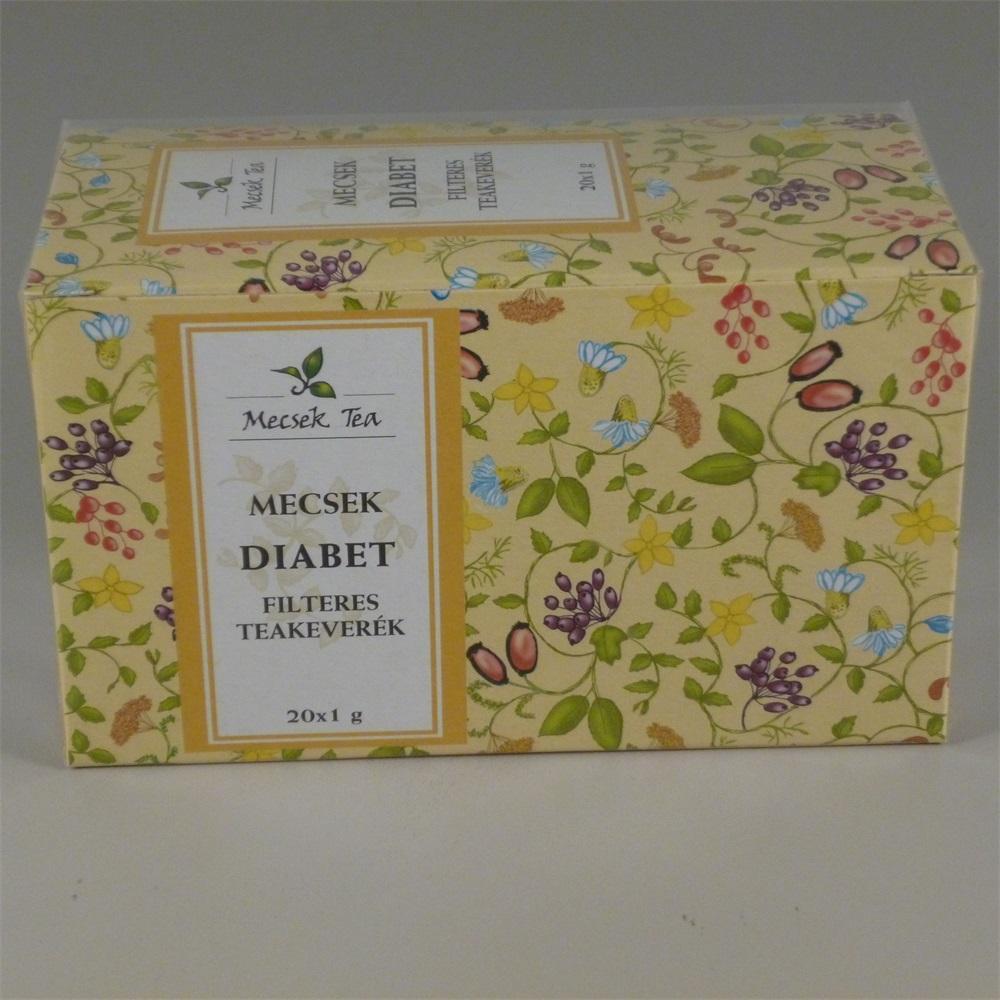 Mecsek Tea
MECSEK
DIABET
FILTERES
TEAKEVERÉK
20x1 g
Mecsek Tea
MECSEK
DIABET
FILTERES
TEAKEVERÉK
20x1 g